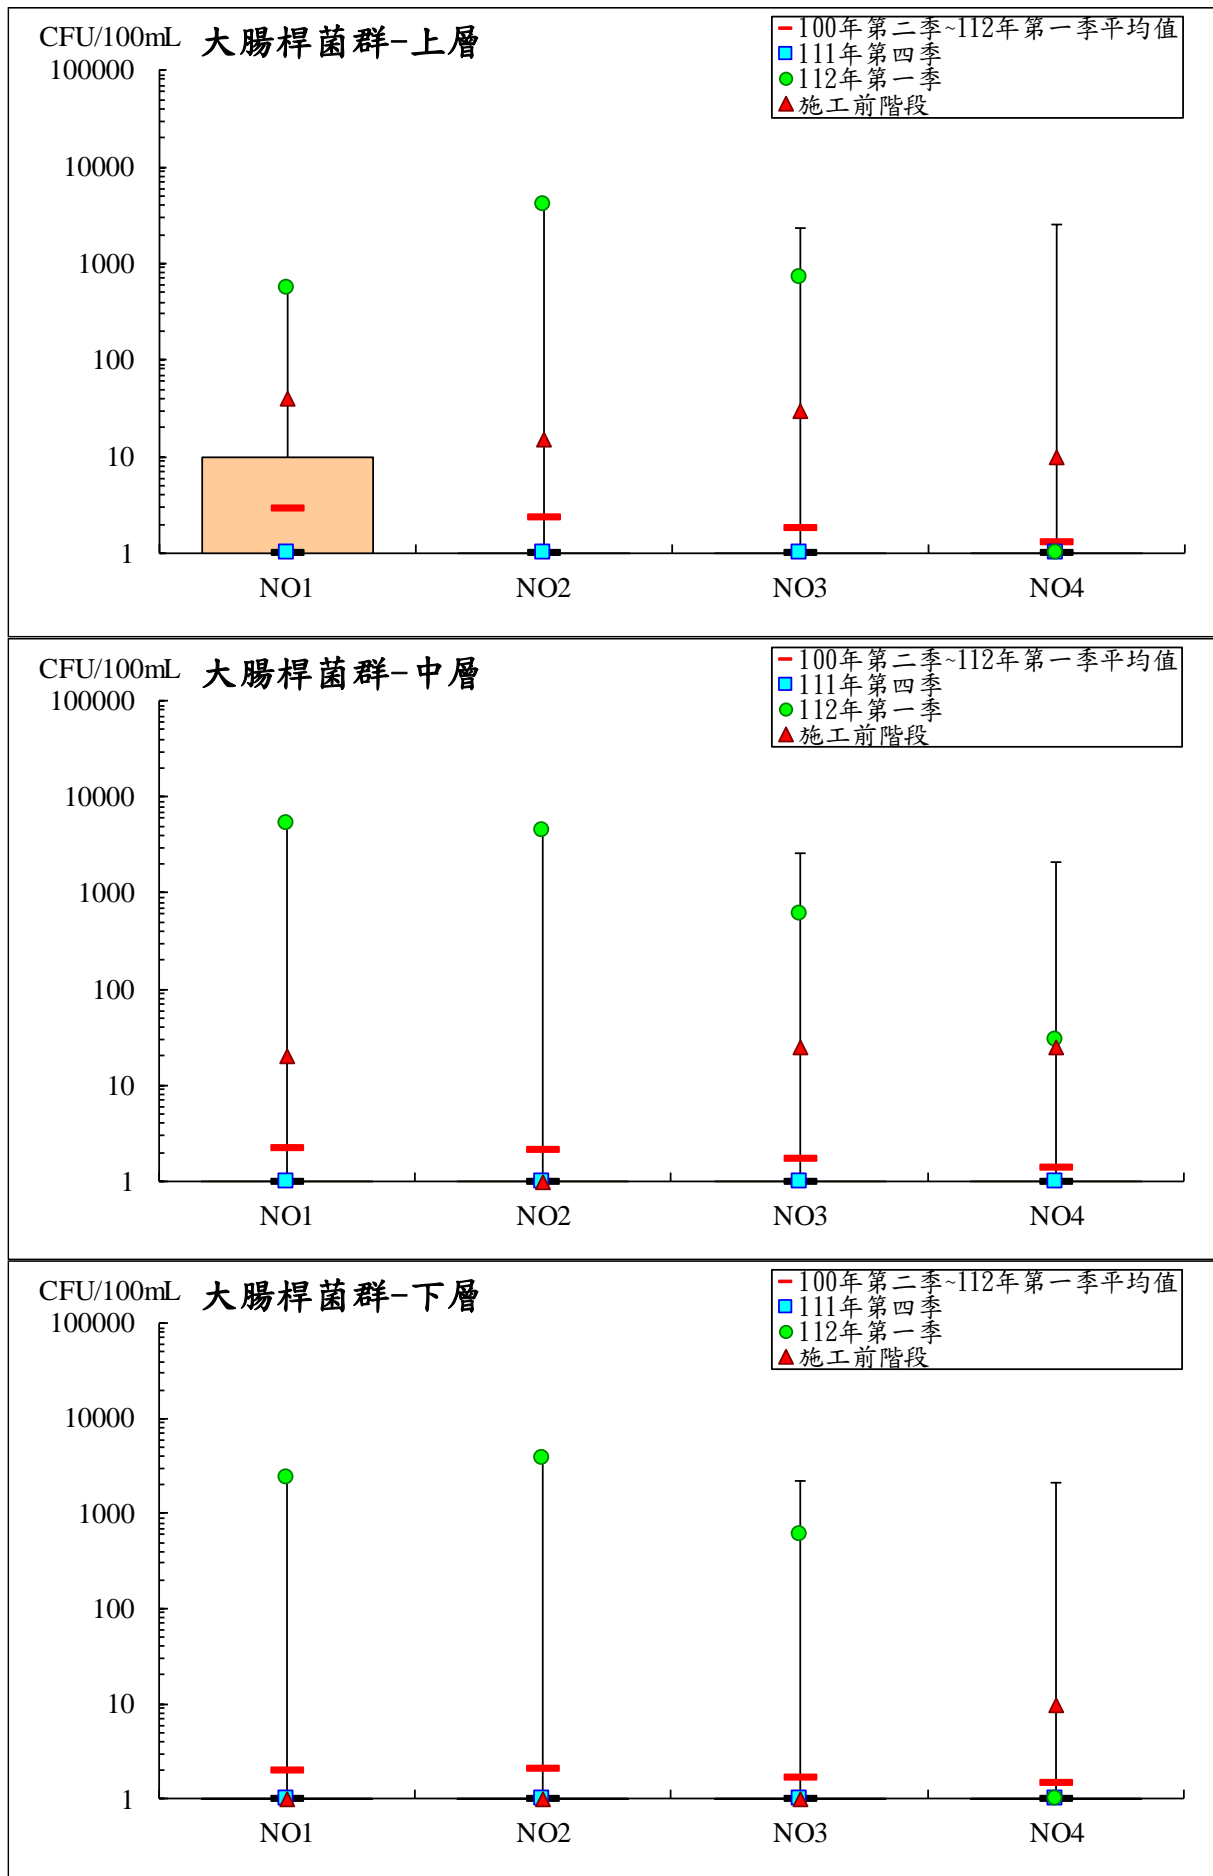 CFU/100mL 大腸桿菌群-上層
100年第二季~112年第一季平均值
111年第四季
112年第一季
施工前階段
100000
10000
1000
100
10
1
NO1 NO2 NO3 NO4
CFU/100mL 大腸桿菌群-中層
100年第二季~112年第一季平均值
111年第四季
112年第一季
施工前階段
100000
10000
1000
100
10
1
NO1 NO2 NO3 NO4
CFU/100mL 大腸桿菌群-下層
100年第二季~112年第一季平均值
111年第四季
112年第一季
施工前階段
100000
10000
1000
100
10
1
NO1 NO2 NO3 NO4